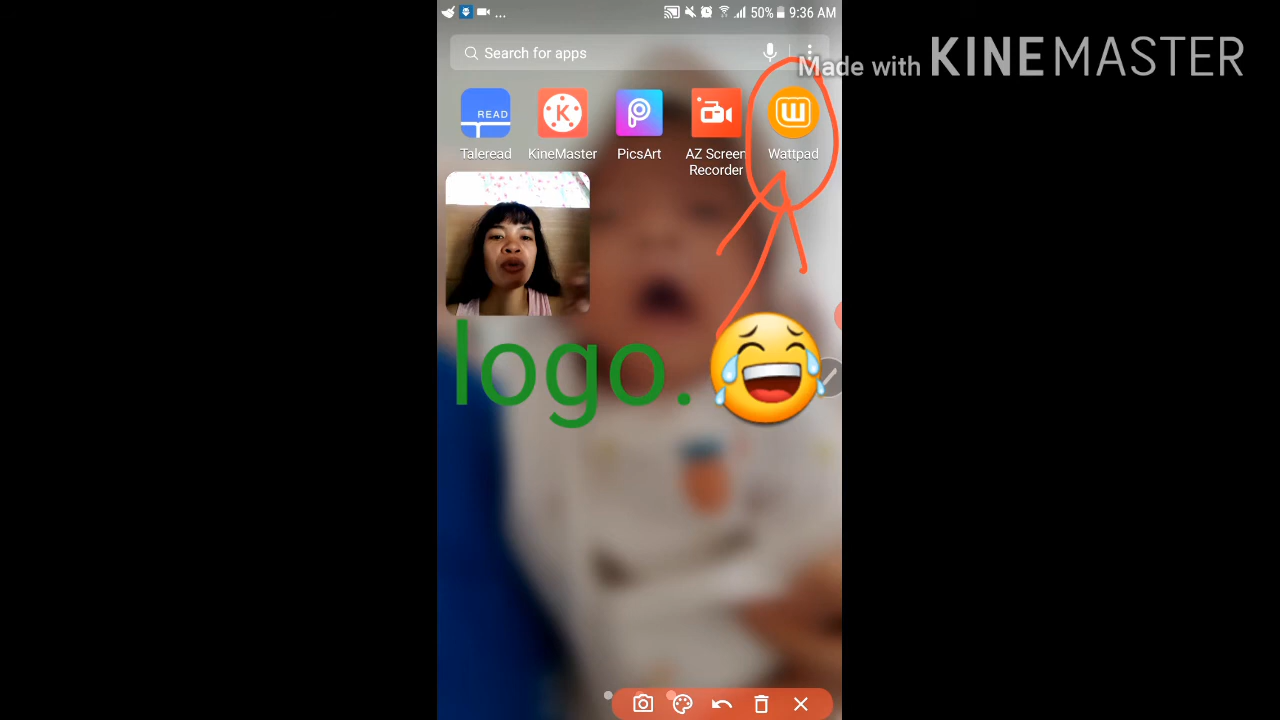 ... 50% 9:36 AM
Search for apps
Made with KINEMASTER
READ
Taleread KineMaster PicsArt AZ Screen Recorder Wattpad
logo. 😂